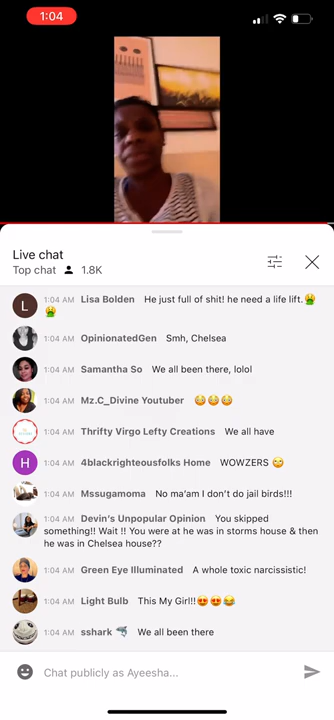 1:04
Live chat
Top chat 1.8K
1:04 AM Lisa Bolden He just full of shit! he need a life lift.🤮
🤮
1:04 AM OpinionatedGen Smh, Chelsea
1:04 AM Samantha So We all been there, lolol
1:04 AM Mz.C_Divine Youtuber 😳😳😳
1:04 AM Thrifty Virgo Lefty Creations We all have
H
1:04 AM 4blackrighteousfolks Home WOWZERS 🙄
1:04 AM Mssugamoma No ma'am I don't do jail birds!!!
1:04 AM Devin's Unpopular Opinion You skipped
something!! Wait !! You were at he was in storms house & then
he was in Chelsea house??
1:04 AM Green Eye Illuminated A whole toxic narcissistic!
1:04 AM Light Bulb This My Girl!!😍😍😂
1:04 AM sshark 🦈 We all been there
Chat publicly as Ayeesha...